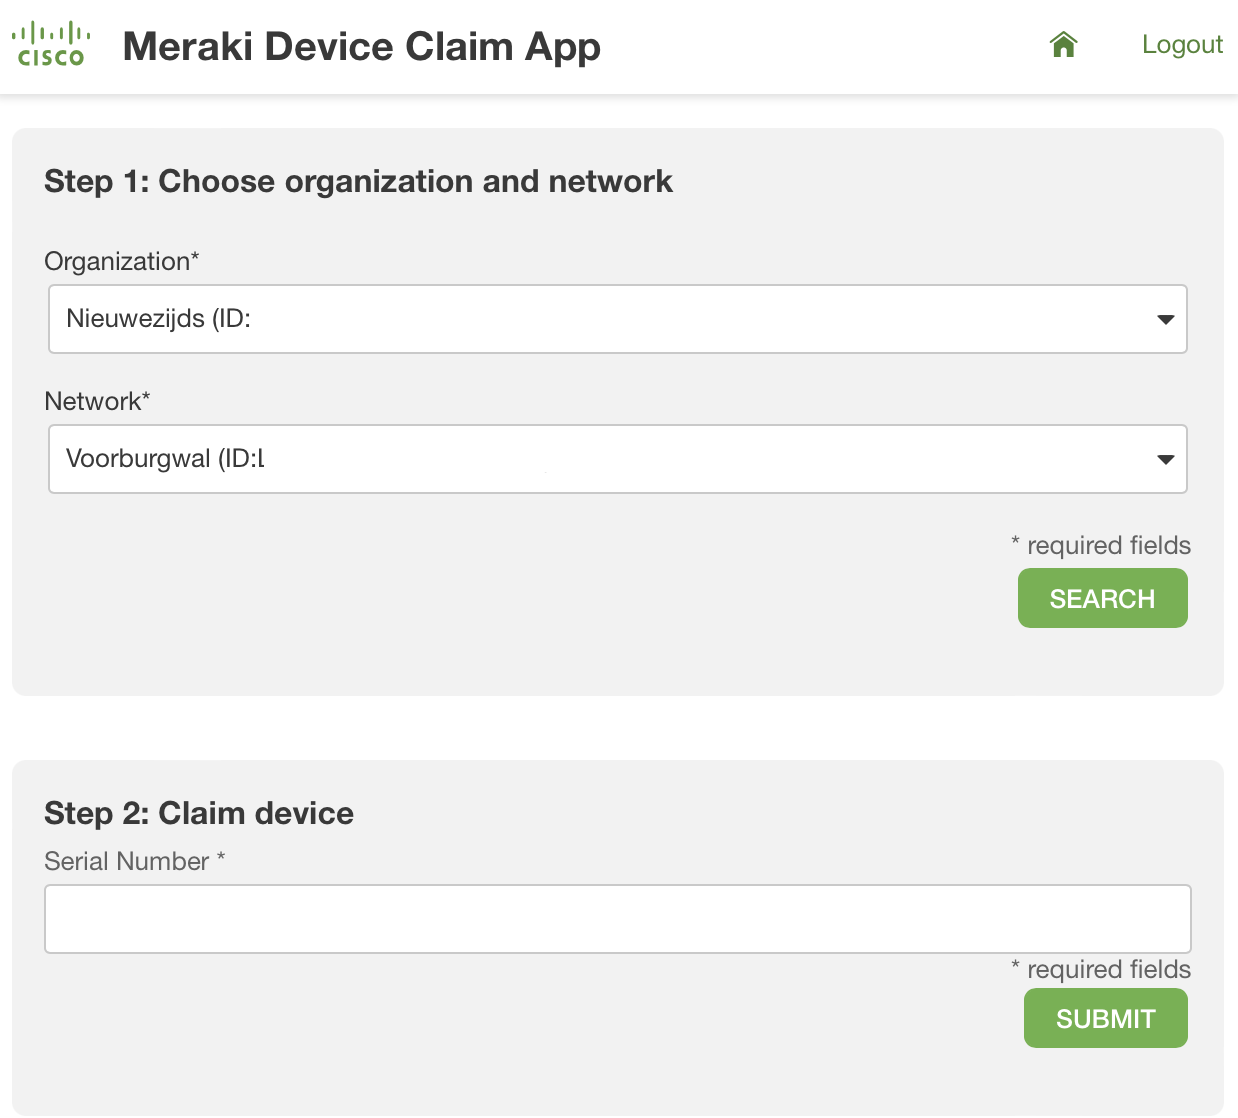 CISCO
Meraki Device Claim App
Logout
Step 1: Choose organization and network
Organization*
Nieuwezijds (ID:
Network*
Voorburgwal (ID:L
* required fields
SEARCH
Step 2: Claim device
Serial Number *
* required fields
SUBMIT